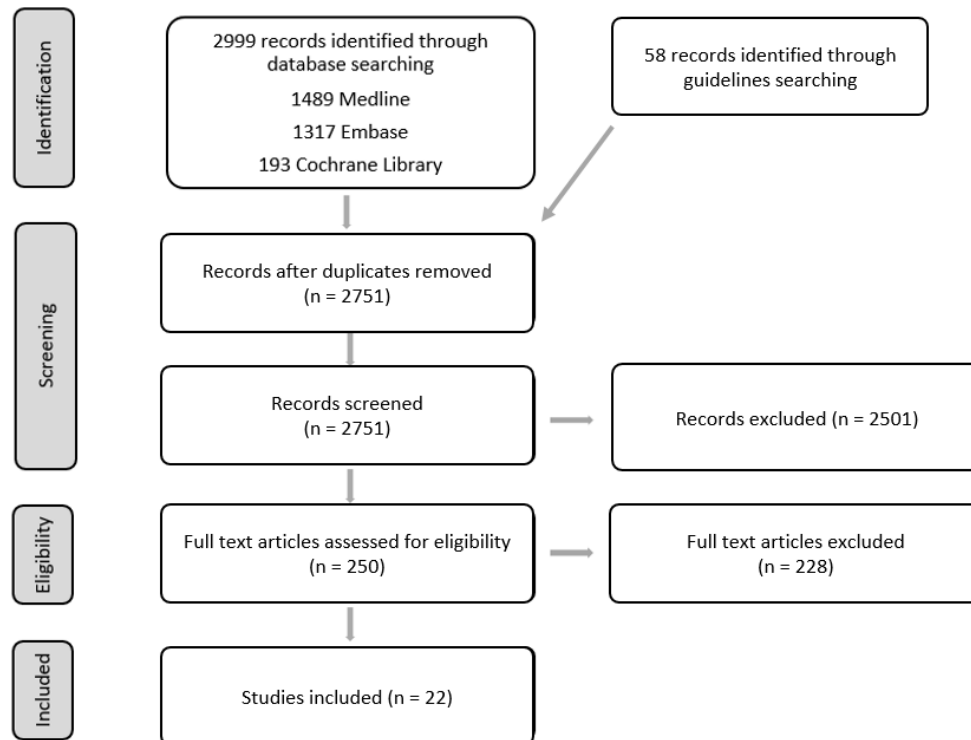 Identification
2999 records identified through
database searching
1489 Medline
1317 Embase
193 Cochrane Library
58 records identified through
guidelines searching
Screening
Records after duplicates removed
(n = 2751)
Records screened
(n = 2751)
Records excluded (n = 2501)
Eligibility
Full text articles assessed for eligibility
(n = 250)
Full text articles excluded
(n = 228)
Included
Studies included (n = 22)